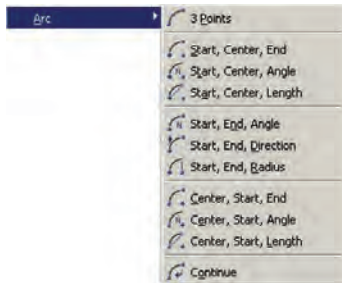 Arc
3 Points
Start, Center, End
Start, Center, Angle
Start, Center, Length
Start, End, Angle
Start, End, Direction
Start, End, Radius
Center, Start, End
Center, Start, Angle
Center, Start, Length
Continue